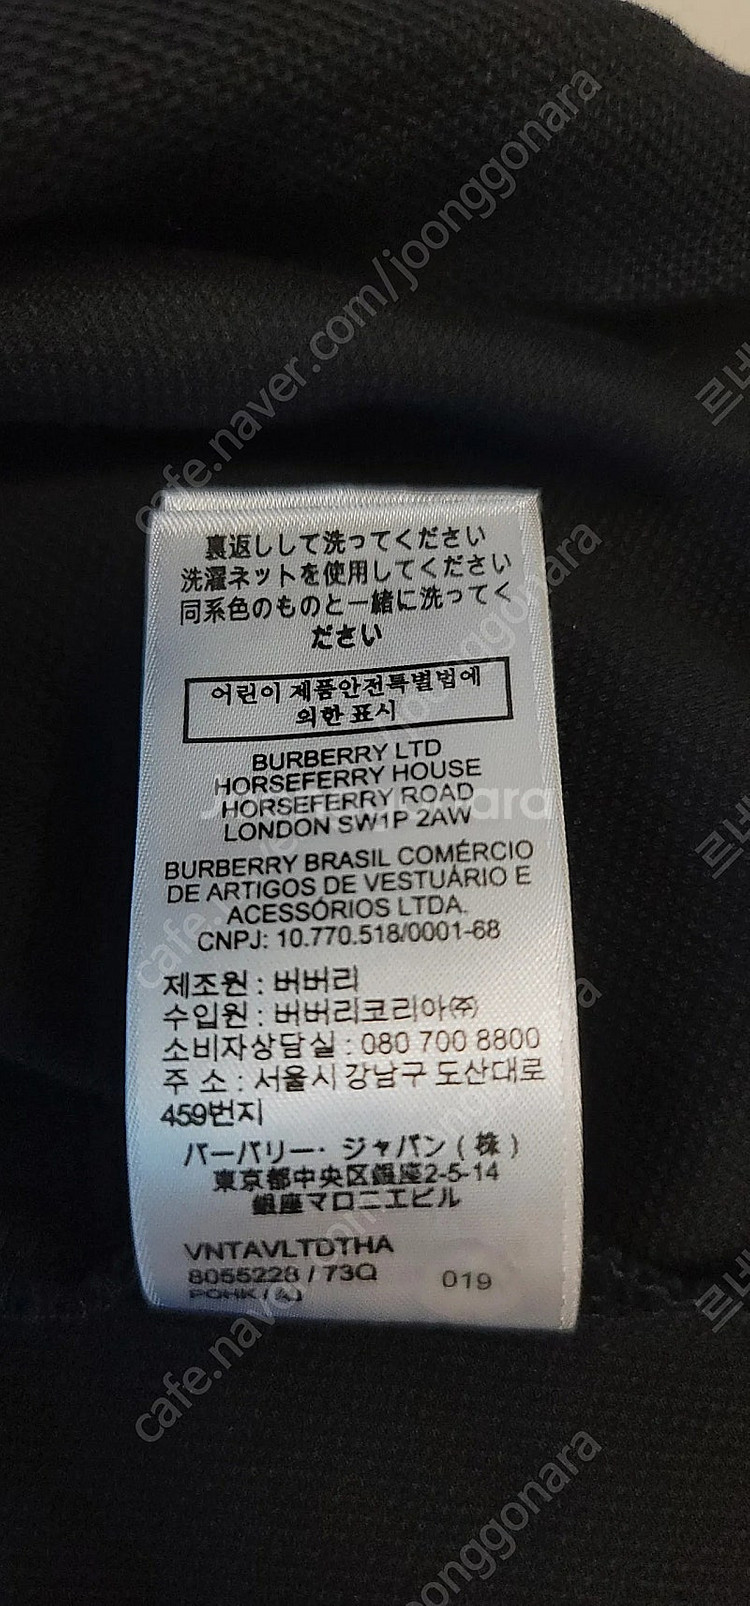 裏返しして洗ってください
洗濯ネットを使用してください
同系色のものと一緒に洗ってく
ださい
어린이 제품안전특별법에
의한 표시
BURBERRY LTD
HORSEFERRY HOUSE
HORSEFERRY ROAD
LONDON SW1P 2AW
BURBERRY BRASIL COMÉRCIO
DE ARTIGOS DE VESTUÁRIO E
ACESSÓRIOS LTDA.
CNPJ: 10.770.518/0001-68
제조원 : 버버리
수입원 : 버버리코리아㈜
소비자상담실 : 080 700 8800
주 소 : 서울시 강남구 도산대로
459번지
バーバリー・ジャパン ( 株 )
東京都中央区銀座2-5-14
銀座マロニエビル
VNTAVLTDTHA
8055228 / 73Q 019
cafe.naver.com/joonggonara